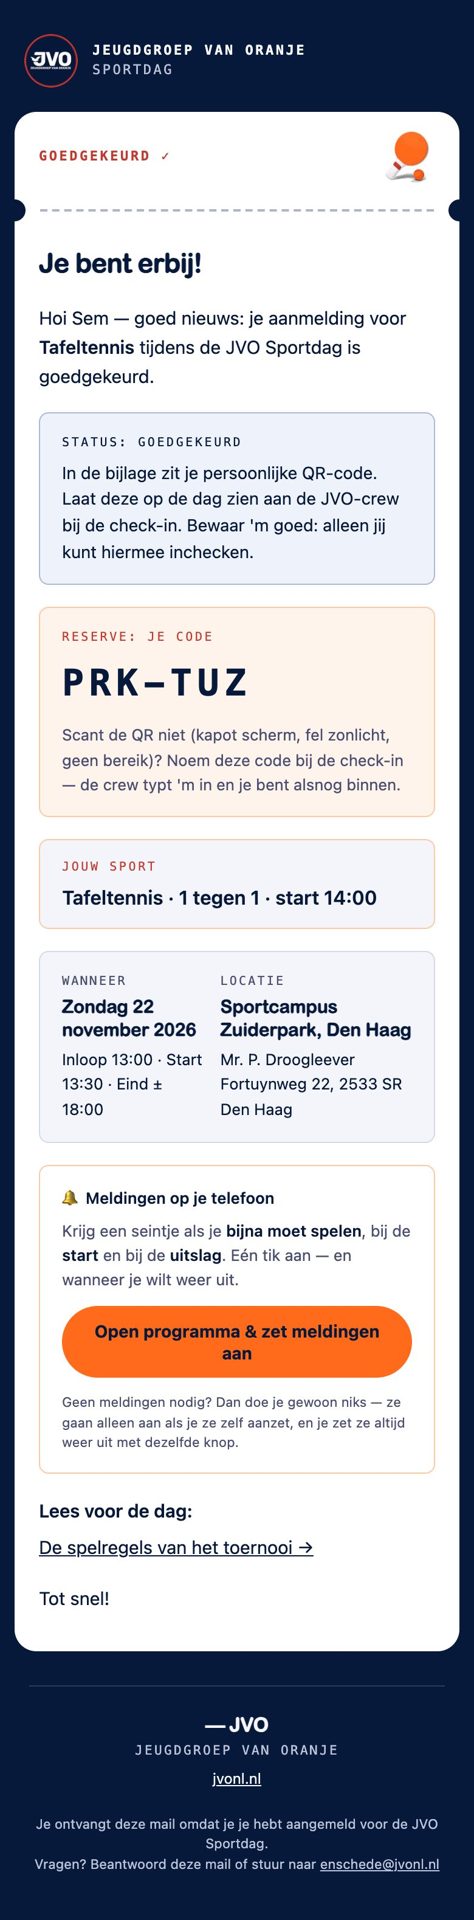 JVO
JEUGDGROEP VAN ORANJE
JEUGDGROEP VAN ORANJE
SPORTDAG
GOEDGEKEURD ✓
Je bent erbij!
Hoi Sem — goed nieuws: je aanmelding voor
Tafeltennis tijdens de JVO Sportdag is
goedgekeurd.
STATUS: GOEDGEKEURD
In de bijlage zit je persoonlijke QR-code.
Laat deze op de dag zien aan de JVO-crew
bij de check-in. Bewaar 'm goed: alleen jij
kunt hiermee inchecken.
RESERVE: JE CODE
PRK–TUZ
Scant de QR niet (kapot scherm, fel zonlicht,
geen bereik)? Noem deze code bij de check-in
— de crew typt 'm in en je bent alsnog binnen.
JOUW SPORT
Tafeltennis · 1 tegen 1 · start 14:00
WANNEER
Zondag 22
november 2026
Inloop 13:00 · Start
13:30 · Eind ±
18:00
LOCATIE
Sportcampus
Zuiderpark, Den Haag
Mr. P. Droogleever
Fortuynweg 22, 2533 SR
Den Haag
🔔 Meldingen op je telefoon
Krijg een seintje als je bijna moet spelen, bij de
start en bij de uitslag. Eén tik aan — en
wanneer je wilt weer uit.
Open programma & zet meldingen
aan
Geen meldingen nodig? Dan doe je gewoon niks — ze
gaan alleen aan als je ze zelf aanzet, en je zet ze altijd
weer uit met dezelfde knop.
Lees voor de dag:
De spelregels van het toernooi →
Tot snel!
— JVO
JEUGDGROEP VAN ORANJE
jvonl.nl
Je ontvangt deze mail omdat je je hebt aangemeld voor de JVO
Sportdag.
Vragen? Beantwoord deze mail of stuur naar enschede@jvonl.nl